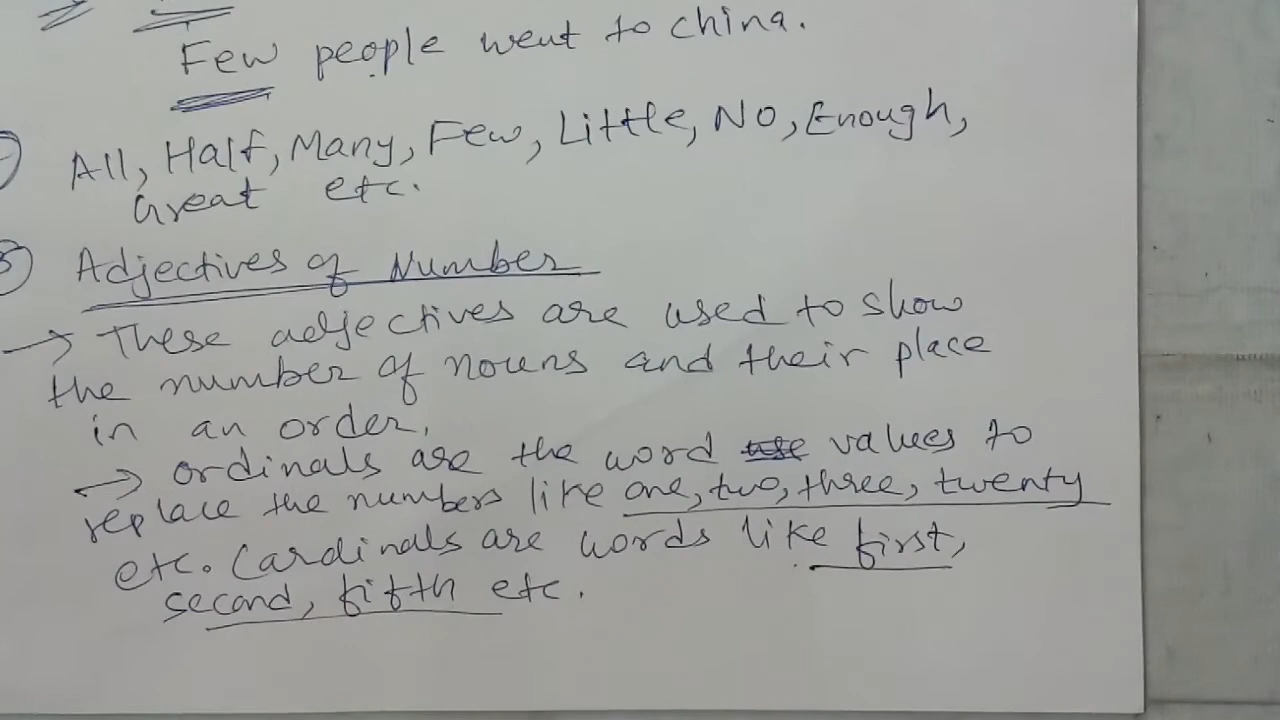 Few people went to china.
All, Half, Many, Few, Little, No, Enough,
Great etc.
Adjectives of Number
→ These adjectives are used to show
the number of nouns and their place
in an order.
→ ordinals are the word values to
replace the numbers like one, two, three, twenty
etc. Cardinals are words like first,
second, fifth etc.